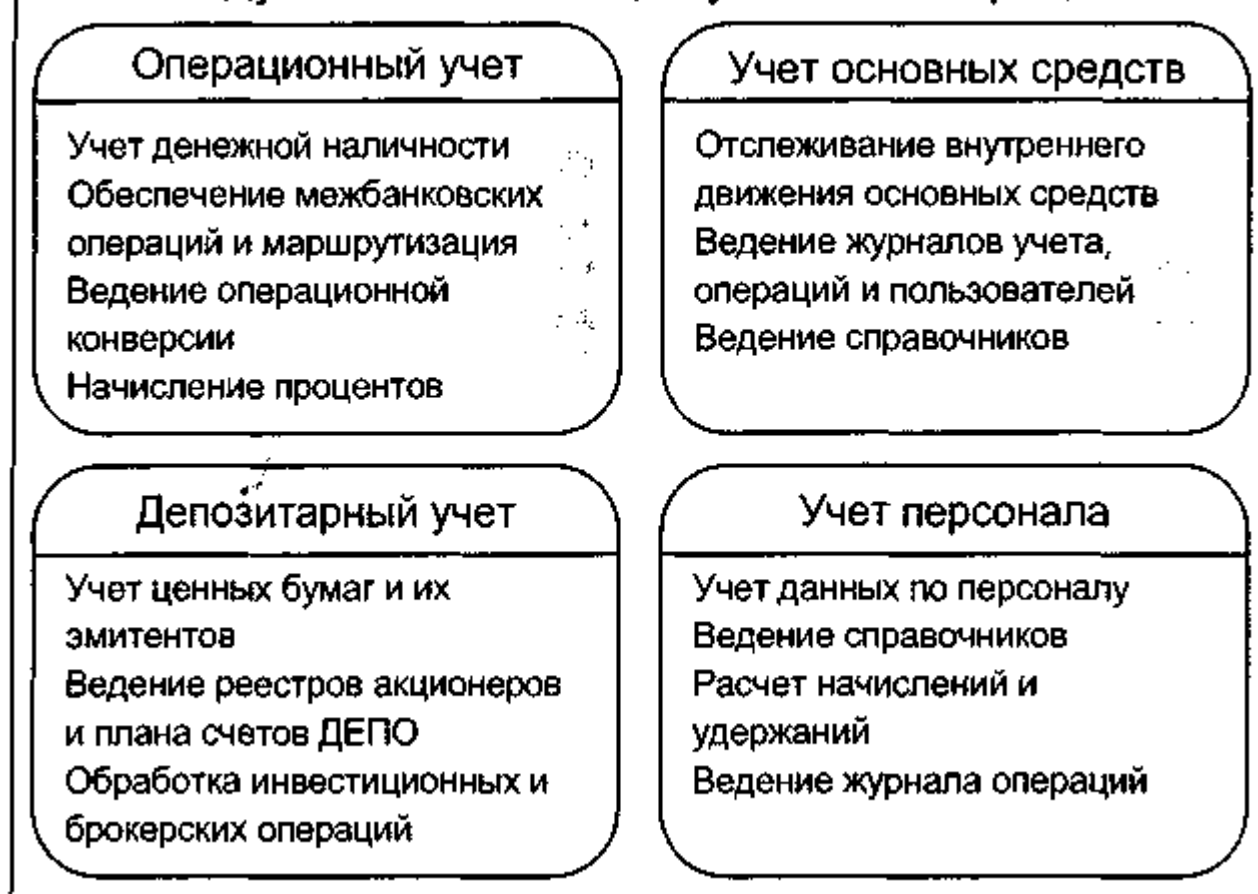 Операционный учет
Учет денежной наличности
Обеспечение межбанковских
операций и маршрутизация
Ведение операционной
конверсии
Начисление процентов
Учет основных средств
Отслеживание внутреннего
движения основных средств
Ведение журналов учета,
операций и пользователей
Ведение справочников
Депозитарный учет
Учет ценных бумаг и их
эмитентов
Ведение реестров акционеров
и плана счетов ДЕПО
Обработка инвестиционных и
брокерских операций
Учет персонала
Учет данных по персоналу
Ведение справочников
Расчет начислений и
удержаний
Ведение журнала операций